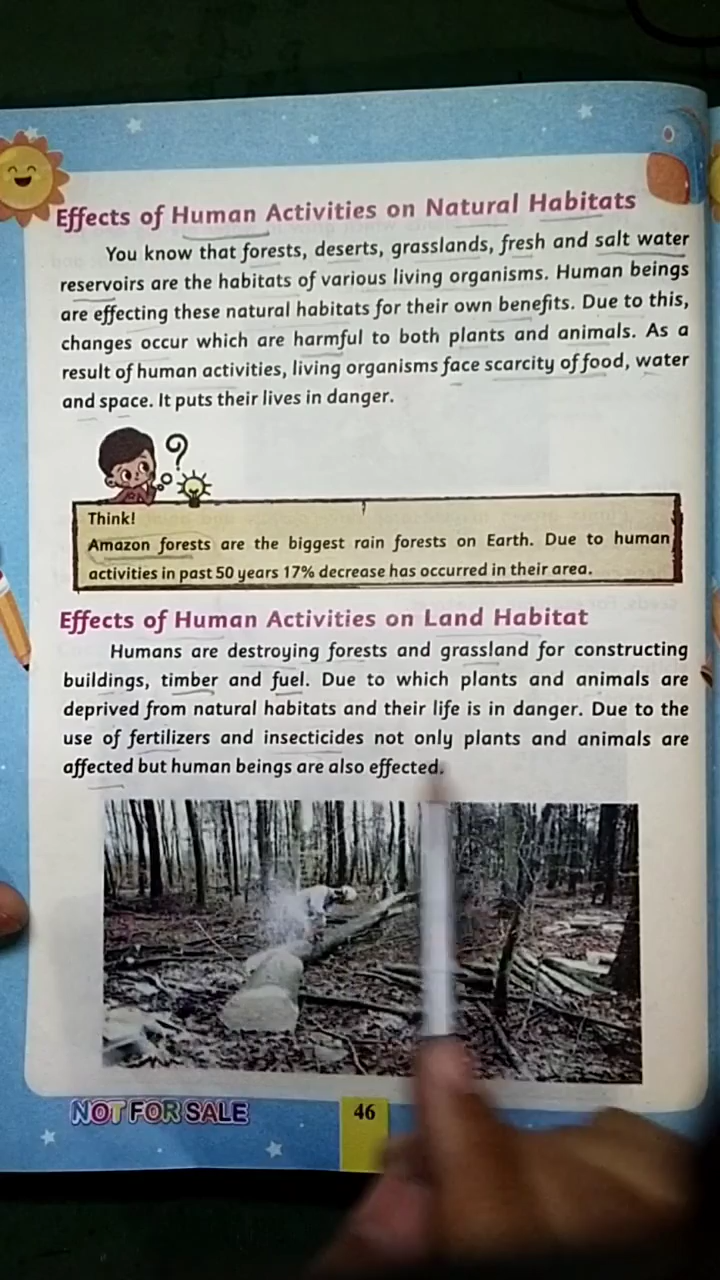 Effects of Human Activities on Natural Habitats
You know that forests, deserts, grasslands, fresh and salt water
reservoirs are the habitats of various living organisms. Human beings
are effecting these natural habitats for their own benefits. Due to this,
changes occur which are harmful to both plants and animals. As a
result of human activities, living organisms face scarcity of food, water
and space. It puts their lives in danger.
?
Think!
Amazon forests are the biggest rain forests on Earth. Due to human
activities in past 50 years 17% decrease has occurred in their area.
Effects of Human Activities on Land Habitat
Humans are destroying forests and grassland for constructing
buildings, timber and fuel. Due to which plants and animals are
deprived from natural habitats and their life is in danger. Due to the
use of fertilizers and insecticides not only plants and animals are
affected but human beings are also effected.
NOT FOR SALE
46